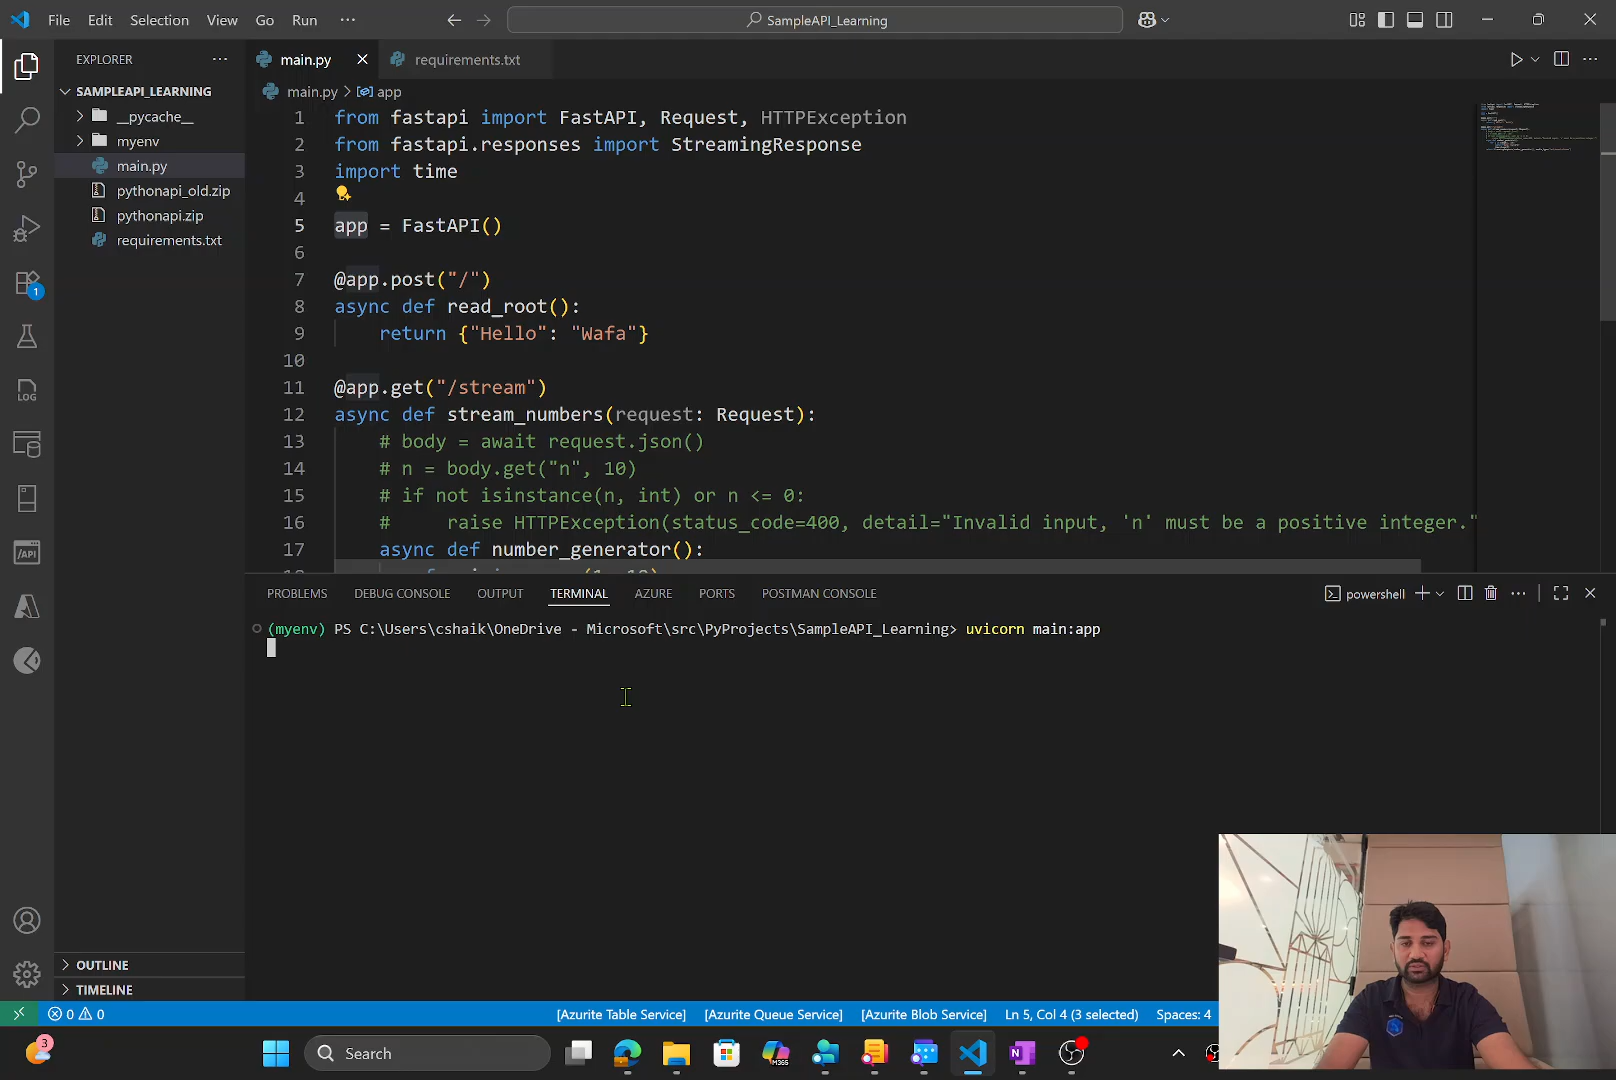 File Edit Selection View Go Run ···
SampleAPI_Learning
EXPLORER
main.py
requirements.txt
SAMPLEAPI_LEARNING
main.py > app
__pycache__
myenv
main.py
pythonapi_old.zip
pythonapi.zip
requirements.txt
1 from fastapi import FastAPI, Request, HTTPException
2 from fastapi.responses import StreamingResponse
3 import time
4
5 app = FastAPI()
6
7 @app.post("/")
8 async def read_root():
9 return {"Hello": "Wafa"}
10
11 @app.get("/stream")
12 async def stream_numbers(request: Request):
13 # body = await request.json()
14 # n = body.get("n", 10)
15 # if not isinstance(n, int) or n <= 0:
16 # raise HTTPException(status_code=400, detail="Invalid input, 'n' must be a positive integer."
17 async def number_generator():
1
LOG
/API
PROBLEMS DEBUG CONSOLE OUTPUT TERMINAL AZURE PORTS POSTMAN CONSOLE
powershell
(myenv) PS C:\Users\cshaik\OneDrive - Microsoft\src\PyProjects\SampleAPI_Learning> uvicorn main:app
OUTLINE
TIMELINE
0 0
[Azurite Table Service] [Azurite Queue Service] [Azurite Blob Service] Ln 5, Col 4 (3 selected) Spaces: 4
3
Search
M365